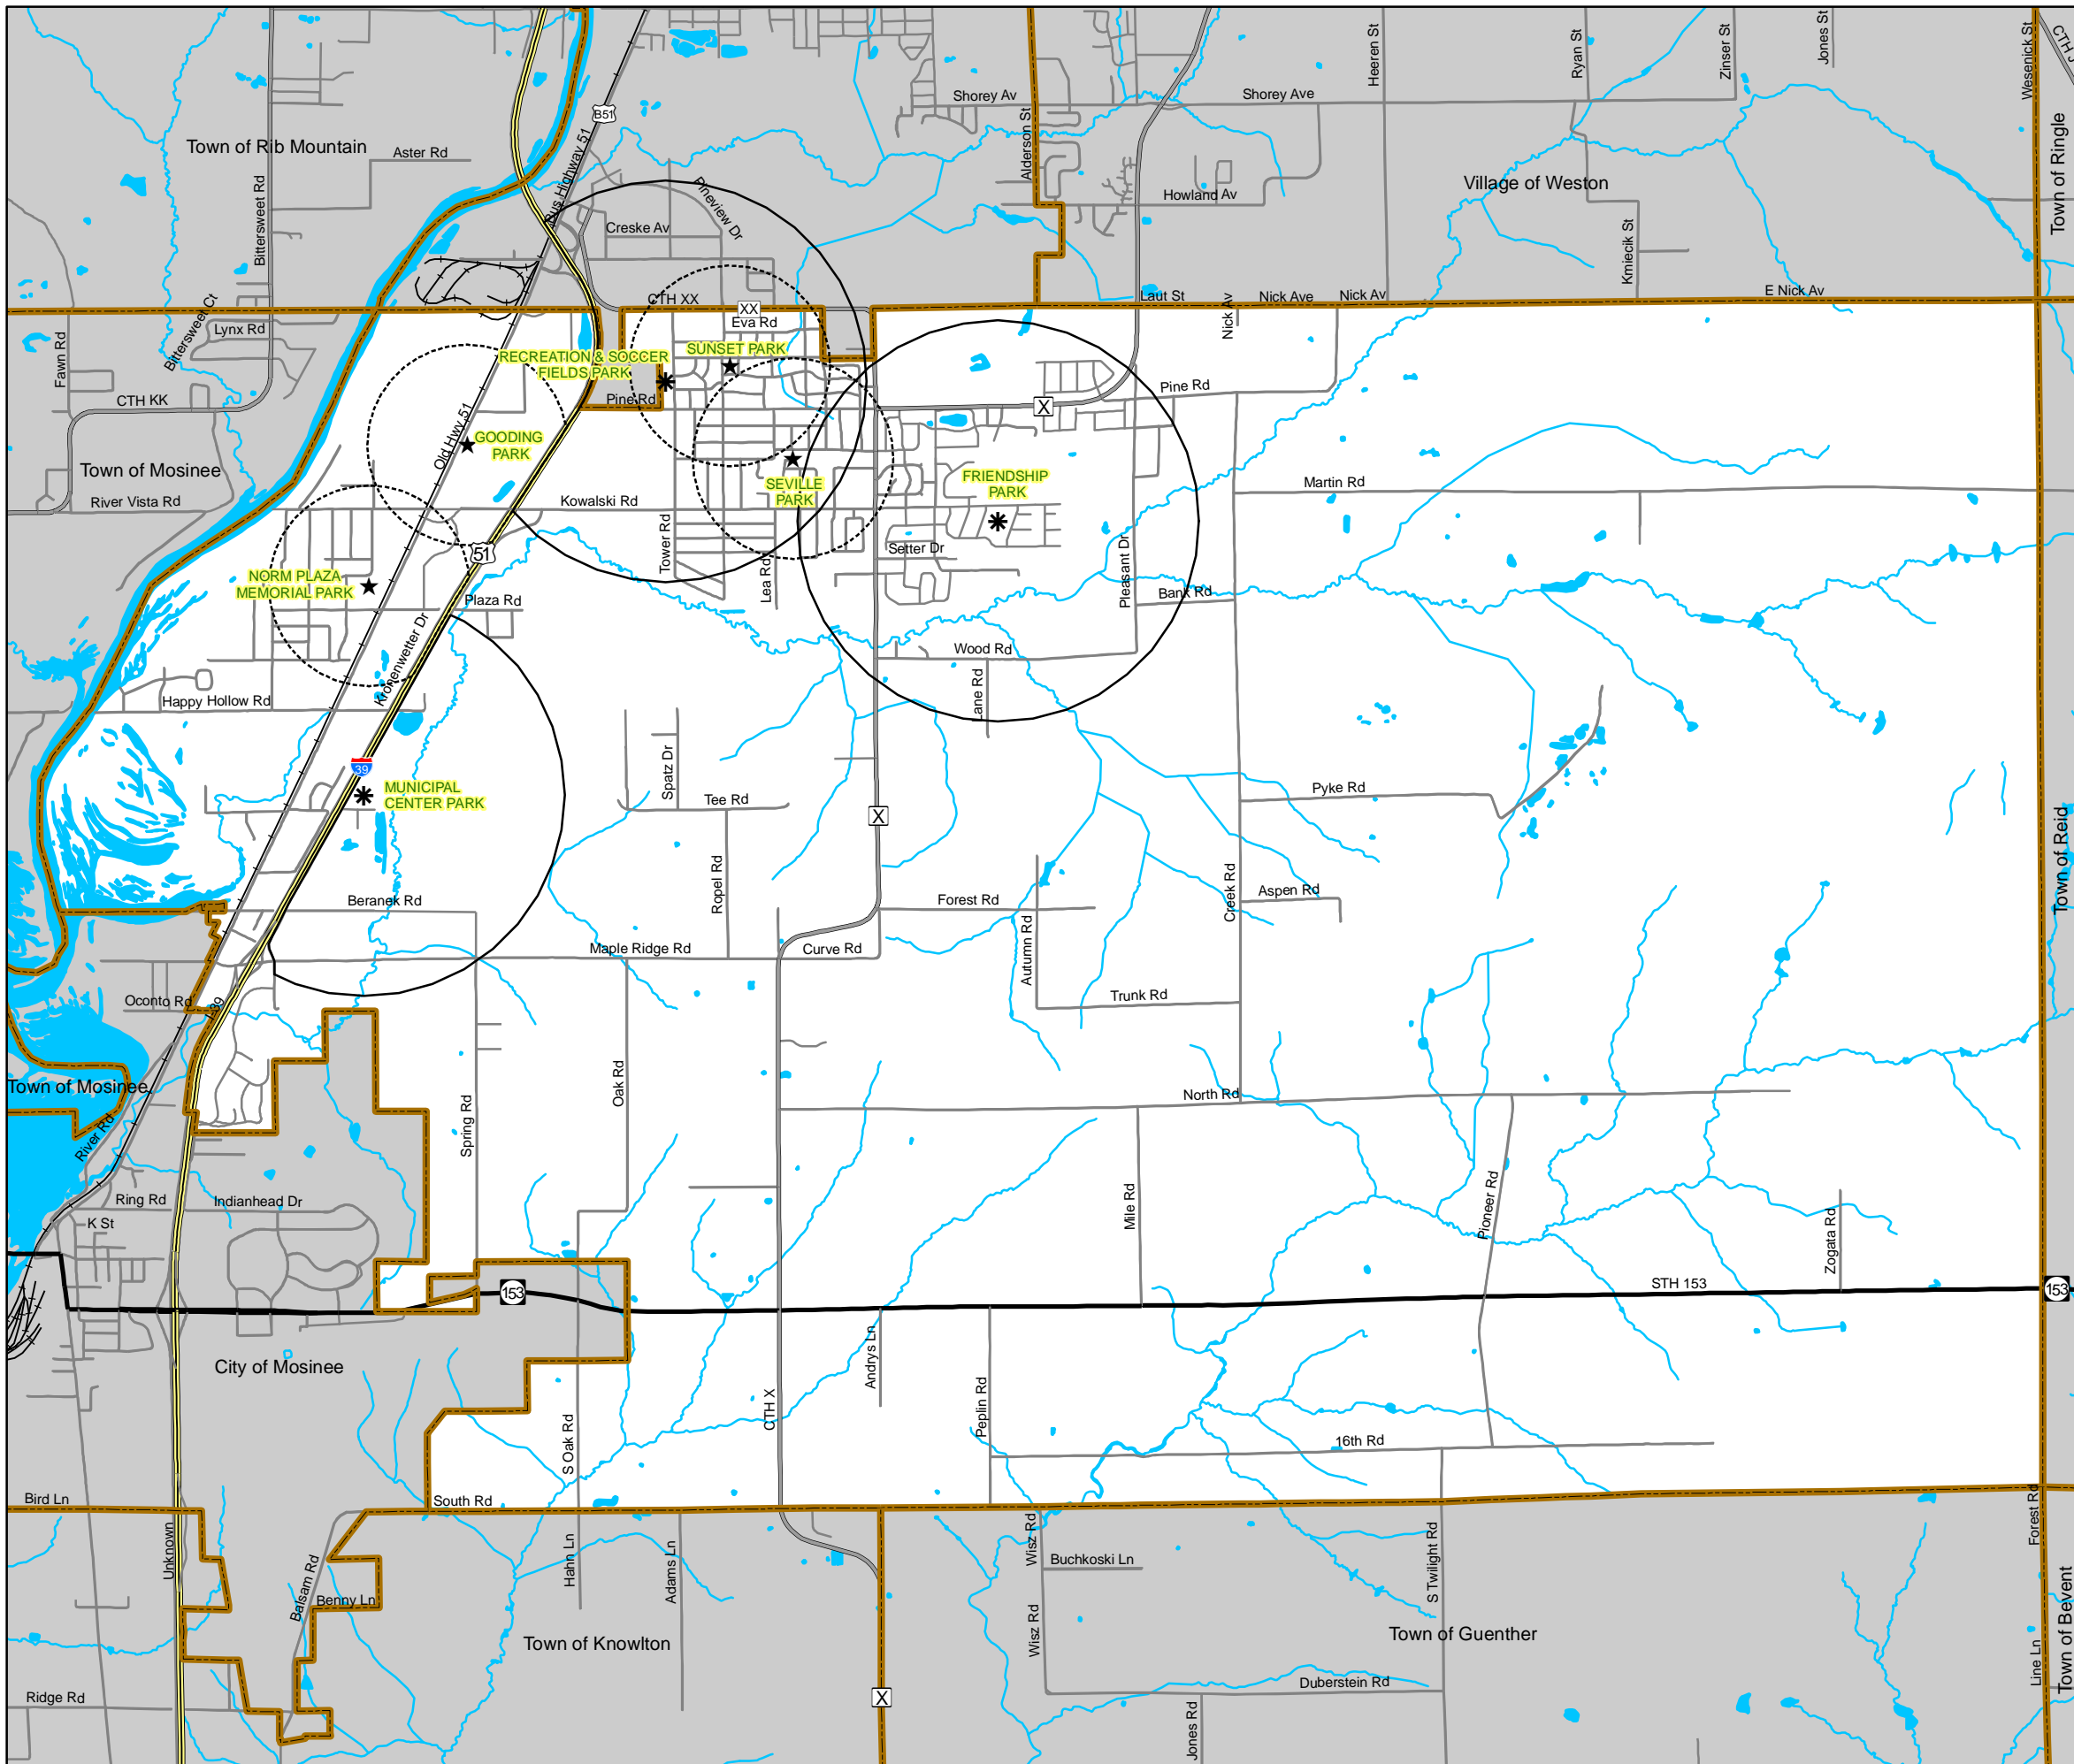 Heeren St
Ryan St
Zinser St
Jones St
Wesenick St
CTH J
B51
Shorey Av
Shorey Ave
Alderson St
Town of Rib Mountain
Aster Rd
Bus Highway 51
Town of Ringle
Village of Weston
Bittersweet Rd
Pineview Dr
Howland Av
Creske Av
Kmiecik St
CTH XX
XX
Laut St
Nick Av
Nick Ave
Nick Av
E Nick Av
Bittersweet Ct
Lynx Rd
Fawn Rd
Eva Rd
SUNSET PARK
RECREATION & SOCCER
FIELDS PARK
Pine Rd
Pine Rd
CTH KK
X
Old Hwy 51
GOODING
PARK
Town of Mosinee
River Vista Rd
SEVILLE
PARK
FRIENDSHIP
PARK
Martin Rd
Kowalski Rd
Tower Rd
Lea Rd
Setter Dr
Pleasant Dr
51
NORM PLAZA
MEMORIAL PARK
Plaza Rd
Bank Rd
Kronenwetter Dr
Wood Rd
Lane Rd
Happy Hollow Rd
39
MUNICIPAL
CENTER PARK
Spatz Dr
Tee Rd
Pyke Rd
X
Town of Reid
Ropel Rd
Beranek Rd
Forest Rd
Creek Rd
Aspen Rd
Maple Ridge Rd
Curve Rd
Autumn Rd
Oconto Rd
I-39
Trunk Rd
Town of Mosinee
Oak Rd
Spring Rd
North Rd
River Rd
Ring Rd
Indianhead Dr
K St
Mile Rd
Pioneer Rd
Zogata Rd
153
STH 153
153
City of Mosinee
Andrys Ln
CTH X
Peplin Rd
S Oak Rd
16th Rd
Bird Ln
South Rd
Unknown
Balsam Rd
Benny Ln
Hahn Ln
Adams Ln
Wisz Rd
Buchkoski Ln
S Twilight Rd
Forest Rd
Town of Bevent
Town of Knowlton
Wisz Rd
Town of Guenther
Line Ln
Ridge Rd
X
Duberstein Rd
Jones Rd